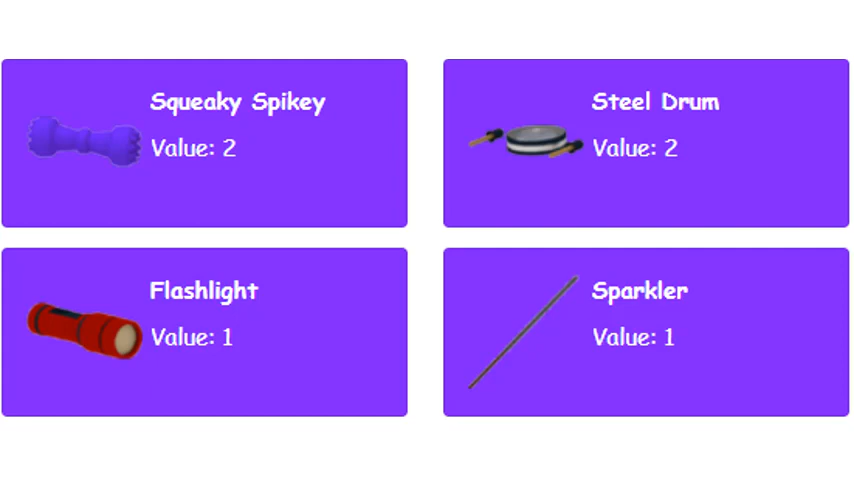 Squeaky Spikey
Value: 2
Steel Drum
Value: 2
Flashlight
Value: 1
Sparkler
Value: 1